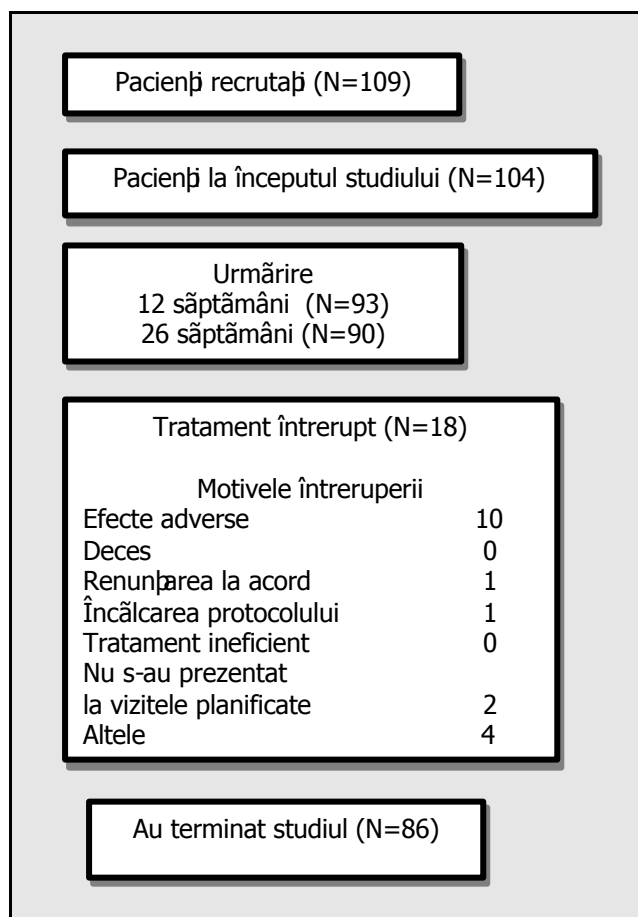 Pacienþi recrutaþi (N=109)
Pacienþi la începutul studiului (N=104)
Urmãrire
12 sãptãmâni (N=93)
26 sãptãmâni (N=90)
Tratament întrerupt (N=18)
Motivele întreruperii
Efecte adverse 10
Deces 0
Renunþarea la acord 1
Încãlcarea protocolului 1
Tratament ineficient 0
Nu s-au prezentat
la vizitele planificate 2
Altele 4
Au terminat studiul (N=86)